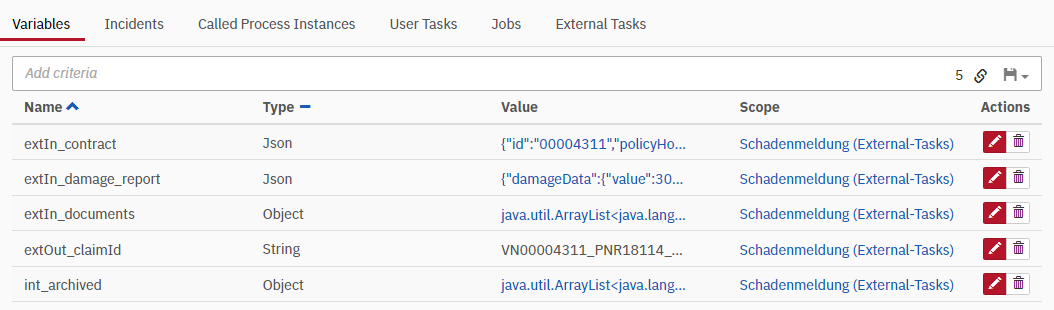 Variables Incidents Called Process Instances User Tasks Jobs External Tasks
Add criteria 5
Name Type Value Scope Actions
extIn_contract Json {"id":"00004311","policyHo... Schadenmeldung (External-Tasks)
extIn_damage_report Json {"damageData":{"value":30... Schadenmeldung (External-Tasks)
extIn_documents Object java.util.ArrayList<java.lang... Schadenmeldung (External-Tasks)
extOut_claimId String VN00004311_PNR18114_... Schadenmeldung (External-Tasks)
int_archived Object java.util.ArrayList<java.lang... Schadenmeldung (External-Tasks)